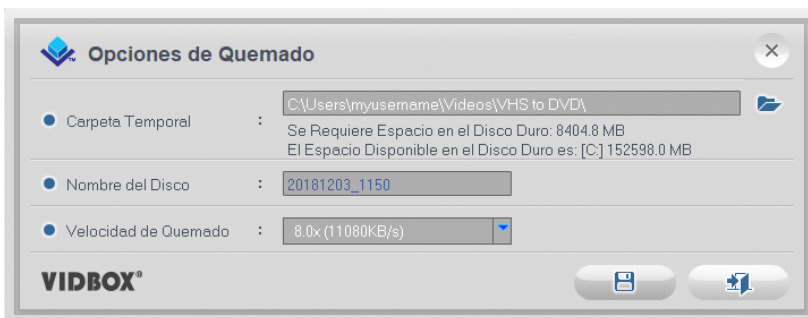 Opciones de Quemado
Carpeta Temporal : C:\Users\myusername\Videos\VHS to DVD\
Se Requiere Espacio en el Disco Duro: 8404.8 MB
El Espacio Disponible en el Disco Duro es: [C:] 152598.0 MB
Nombre del Disco : 20181203_1150
Velocidad de Quemado : 8.0x (11080KB/s)
VIDBOX®